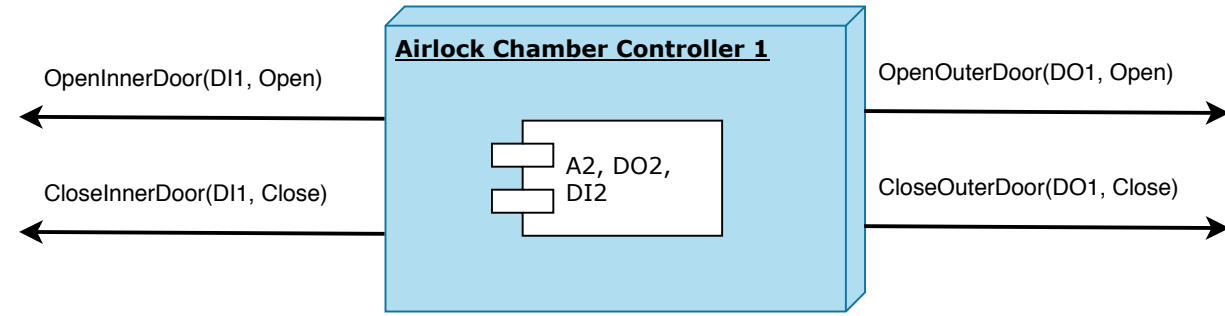 Airlock Chamber Controller 1
OpenInnerDoor(DI1, Open)
OpenOuterDoor(DO1, Open)
A2, DO2,
DI2
CloseInnerDoor(DI1, Close)
CloseOuterDoor(DO1, Close)